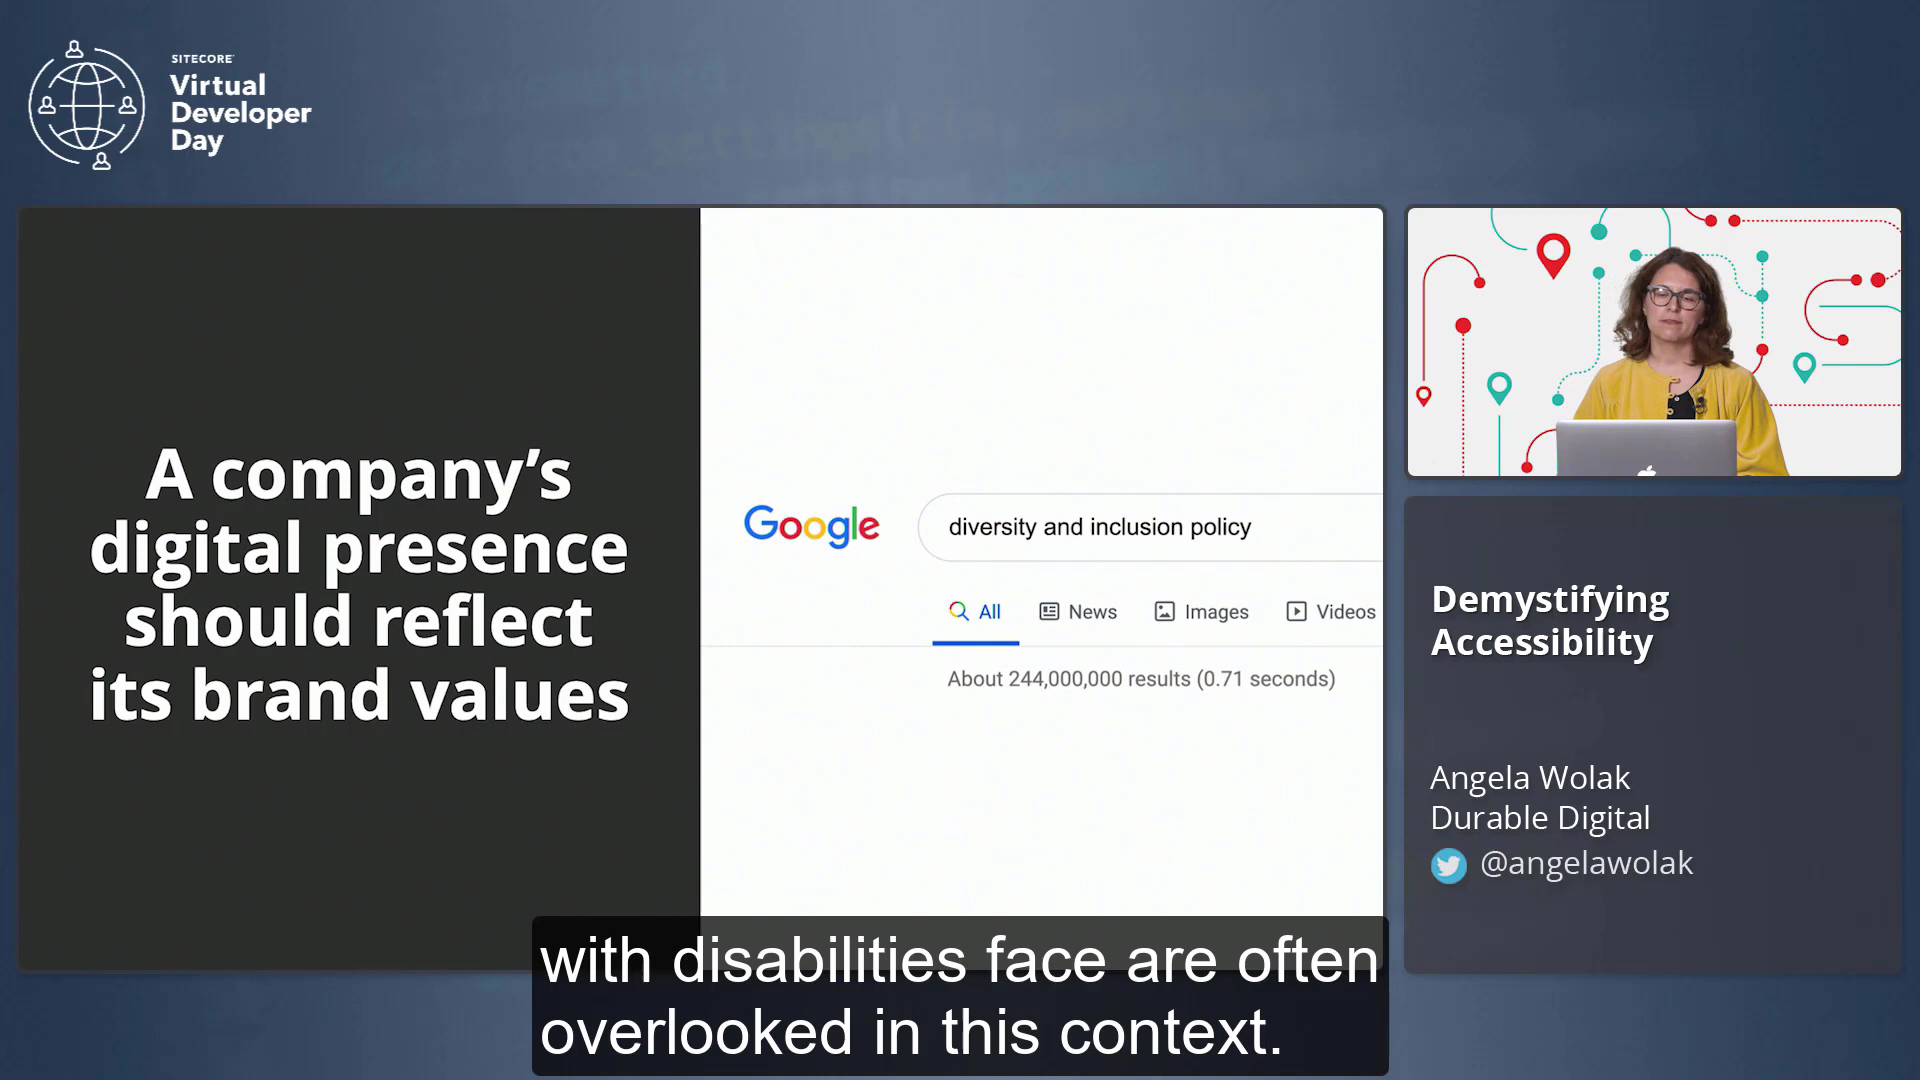 SITECORE
Virtual
Developer
Day
A company’s
digital presence
should reflect
its brand values
Google
diversity and inclusion policy
All News Images Videos
About 244,000,000 results (0.71 seconds)
Demystifying
Accessibility
Angela Wolak
Durable Digital
@angelawolak
with disabilities face are often
overlooked in this context.